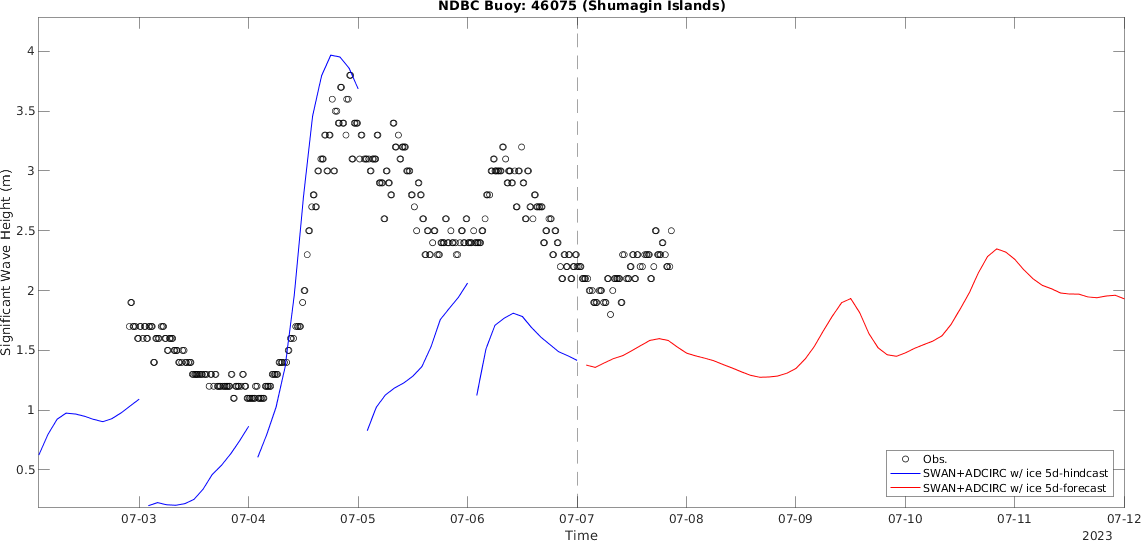 NDBC Buoy: 46075 (Shumagin Islands)
Significant Wave Height (m)
4
3.5
3
2.5
2
1.5
1
0.5
Obs.
SWAN+ADCIRC w/ ice 5d-hindcast
SWAN+ADCIRC w/ ice 5d-forecast
07-03 07-04 07-05 07-06 07-07 07-08 07-09 07-10 07-11 07-12
Time
2023